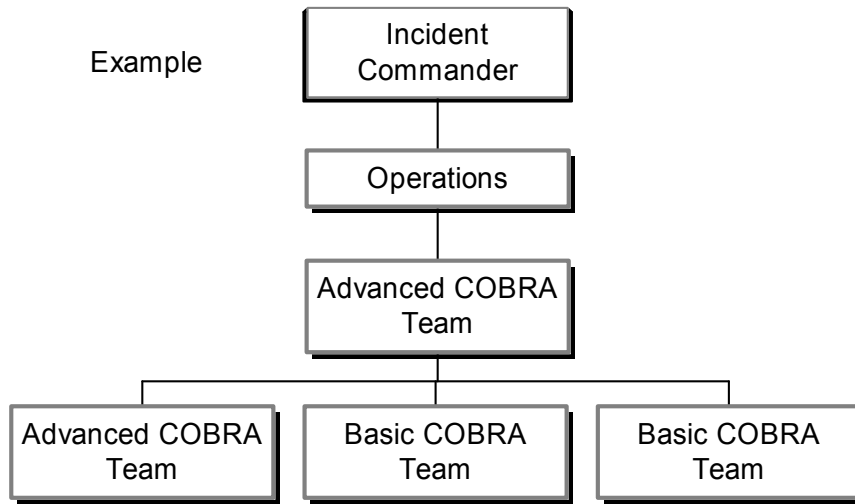 Example
Incident
Commander
Operations
Advanced COBRA
Team
Advanced COBRA
Team
Basic COBRA
Team
Basic COBRA
Team